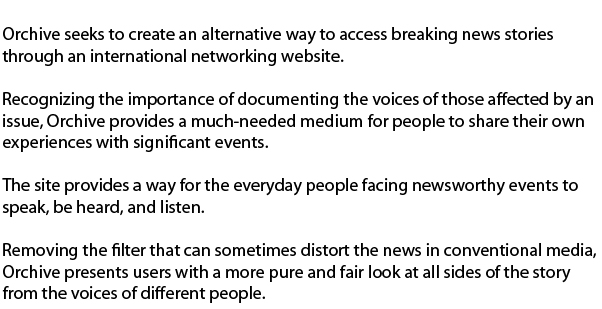 Orchive seeks to create an alternative way to access breaking news stories
through an international networking website.
Recognizing the importance of documenting the voices of those affected by an
issue, Orchive provides a much-needed medium for people to share their own
experiences with significant events.
The site provides a way for the everyday people facing newsworthy events to
speak, be heard, and listen.
Removing the filter that can sometimes distort the news in conventional media,
Orchive presents users with a more pure and fair look at all sides of the story
from the voices of different people.